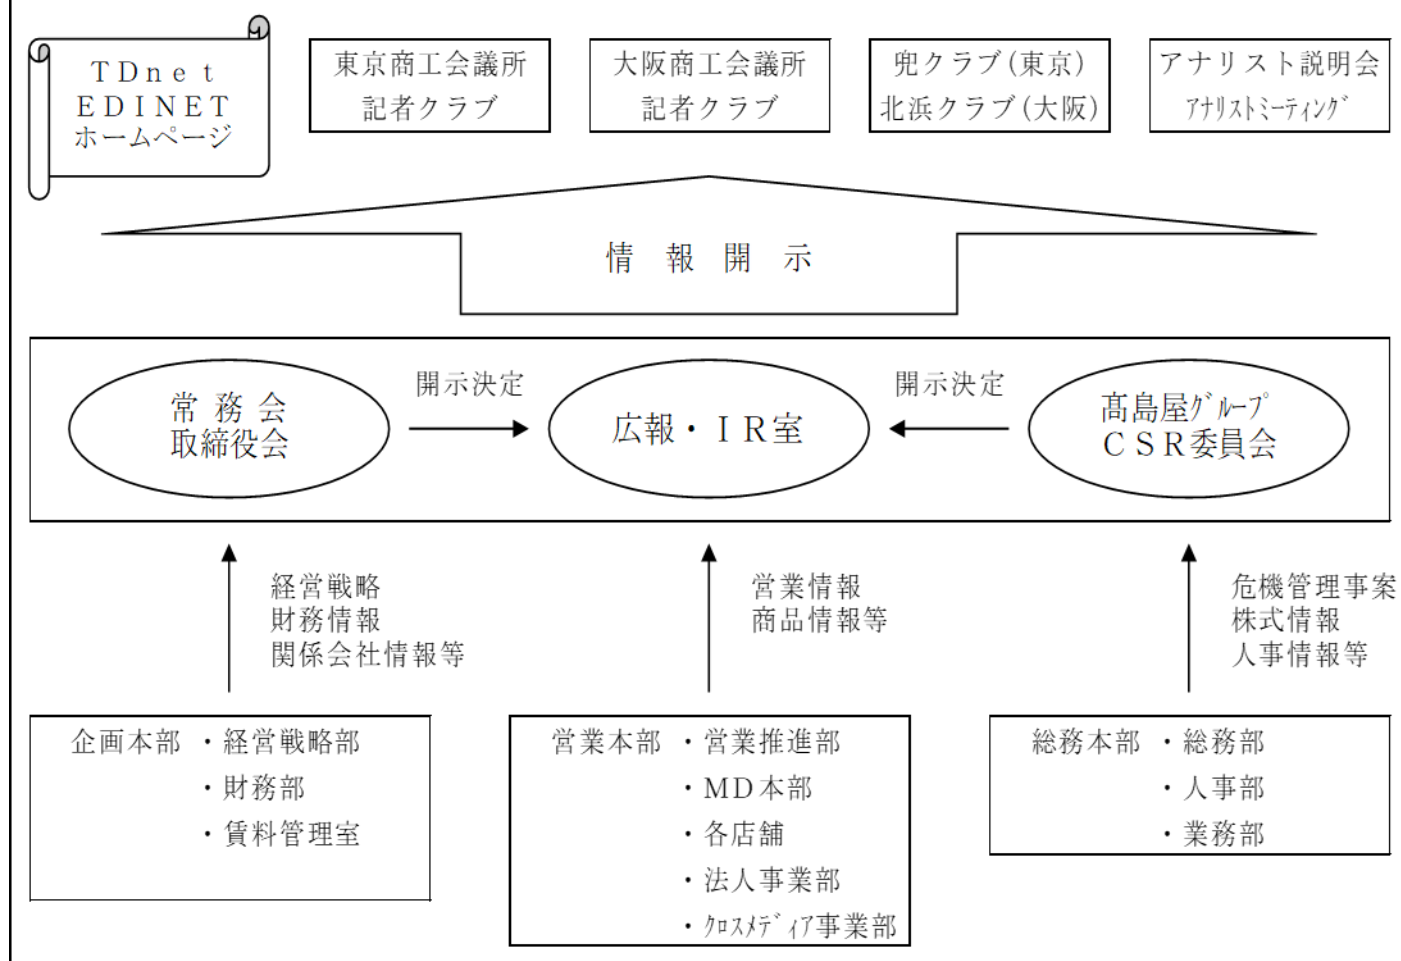 TDnet
EDINET
ホームページ
東京商工会議所
記者クラブ
大阪商工会議所
記者クラブ
兜クラブ(東京)
北浜クラブ(大阪)
アナリスト説明会
ｱﾅﾘｽﾄﾐｰﾃｨﾝｸﾞ
情報開示
常務会
取締役会
開示決定
広報・ＩＲ室
開示決定
髙島屋ｸﾞﾙｰﾌﾟ
ＣＳＲ委員会
経営戦略
財務情報
関係会社情報等
営業情報
商品情報等
危機管理事案
株式情報
人事情報等
企画本部 ・経営戦略部
・財務部
・賃料管理室
営業本部 ・営業推進部
・ＭＤ本部
・各店舗
・法人事業部
・ｸﾛｽﾒﾃﾞｨｱ事業部
総務本部 ・総務部
・人事部
・業務部